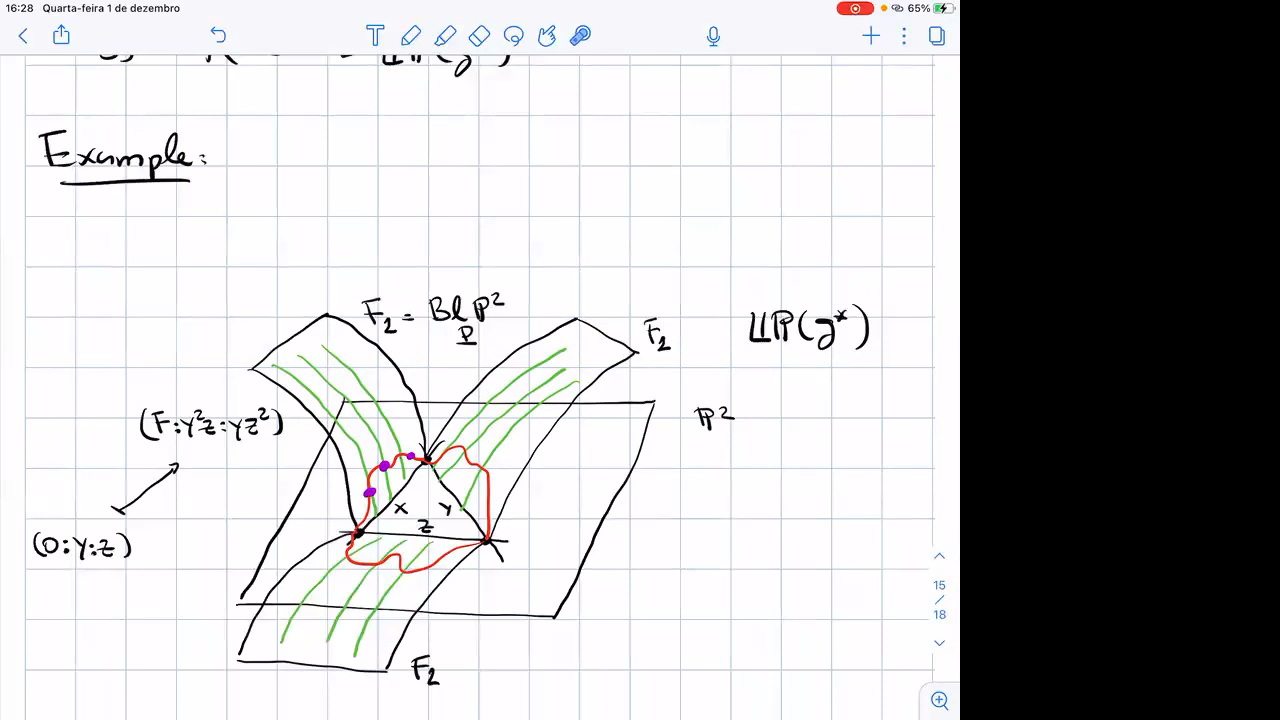 16:28 Quarta-feira 1 de dezembro
65%
Example:
F₂ = Bl P²
P
F₂
⊔P(g*)
(F:y²z:yz²)
P²
X
Y
Z
(0:y:z)
F₂
15
/
18